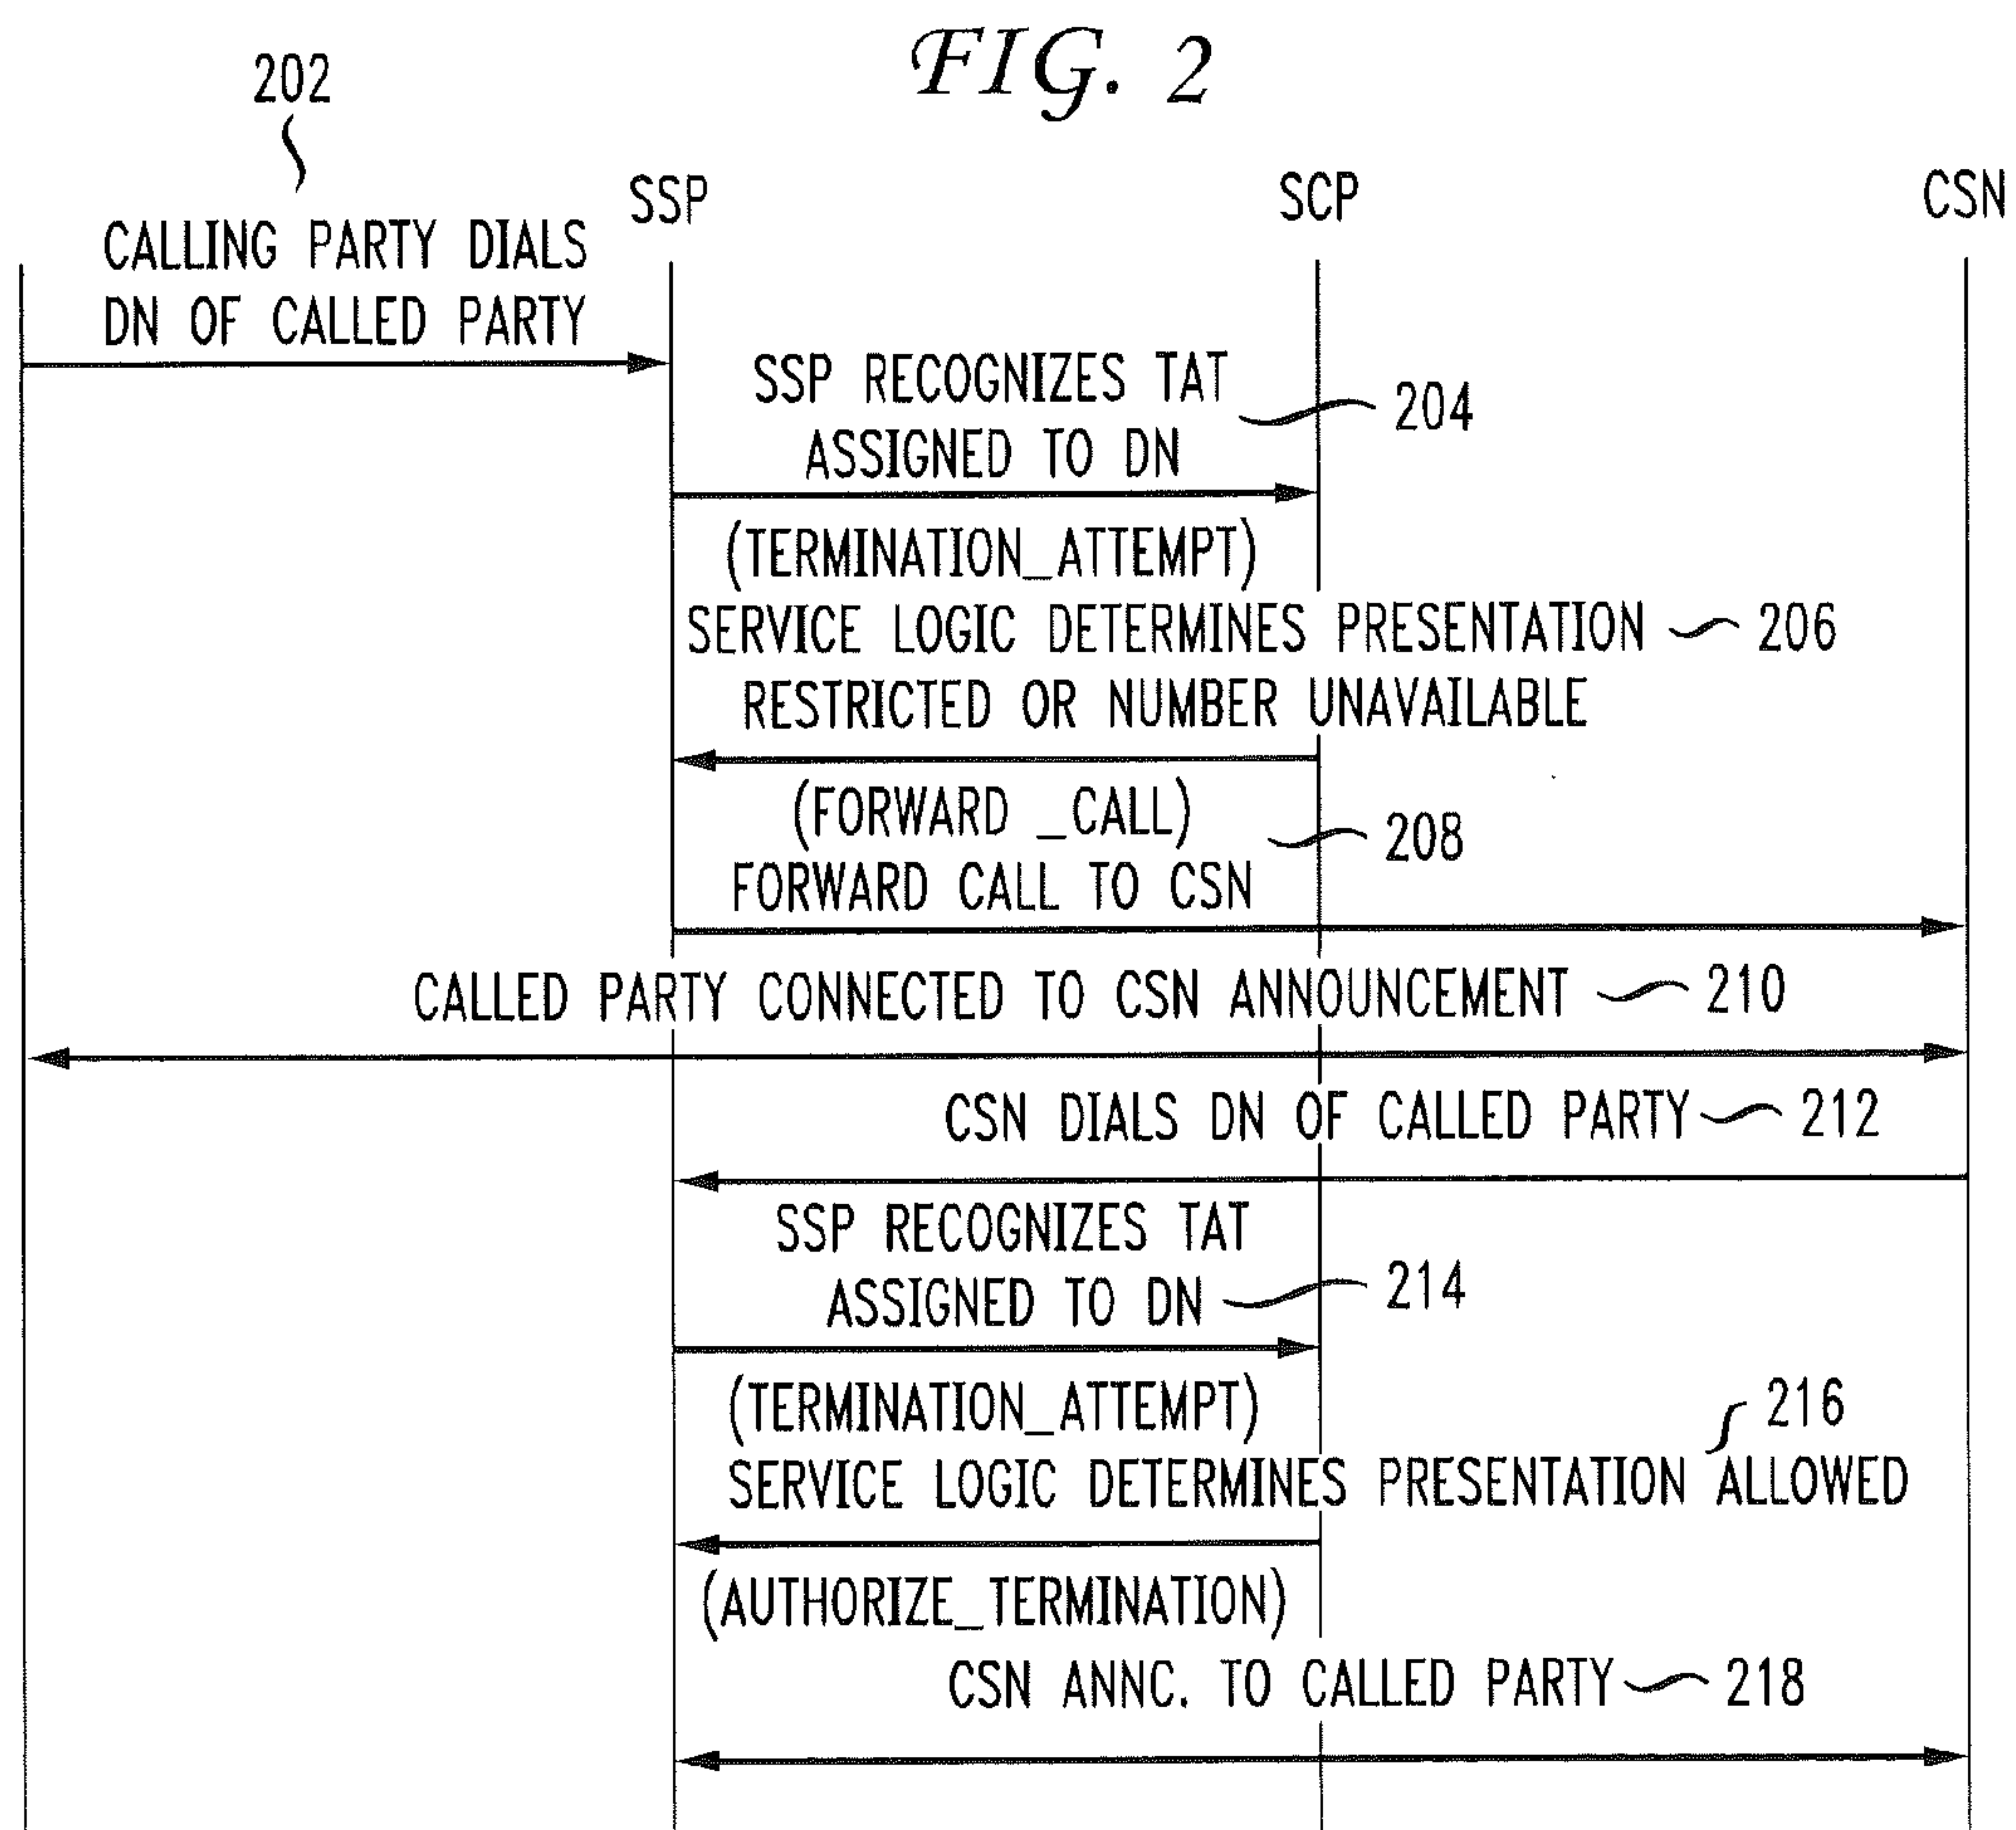 FIG. 2
202
SSP
SCP
CSN
CALLING PARTY DIALS
DN OF CALLED PARTY
SSP RECOGNIZES TAT
ASSIGNED TO DN
204
(TERMINATION_ATTEMPT)
SERVICE LOGIC DETERMINES PRESENTATION 206
RESTRICTED OR NUMBER UNAVAILABLE
(FORWARD _CALL)
208
FORWARD CALL TO CSN
CALLED PARTY CONNECTED TO CSN ANNOUNCEMENT 210
CSN DIALS DN OF CALLED PARTY 212
SSP RECOGNIZES TAT
ASSIGNED TO DN 214
(TERMINATION_ATTEMPT)
216
SERVICE LOGIC DETERMINES PRESENTATION ALLOWED
(AUTHORIZE_TERMINATION)
CSN ANNC. TO CALLED PARTY 218